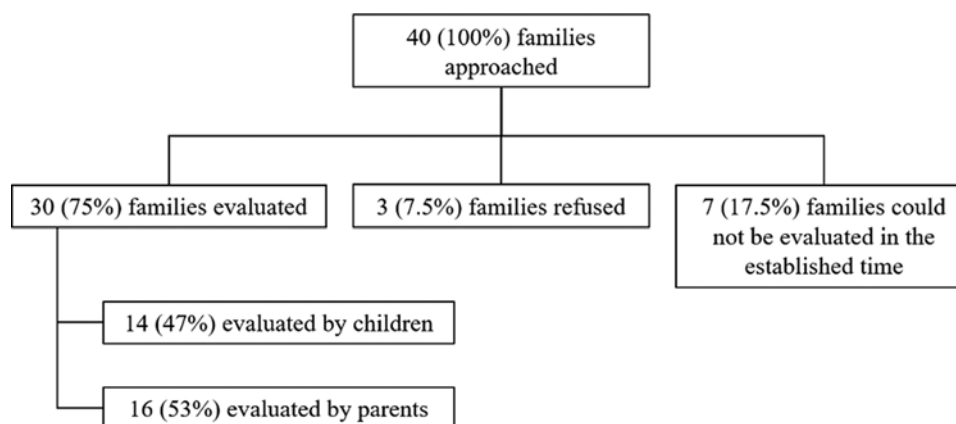 40 (100%) families
approached
30 (75%) families evaluated
3 (7.5%) families refused
7 (17.5%) families could
not be evaluated in the
established time
14 (47%) evaluated by children
16 (53%) evaluated by parents